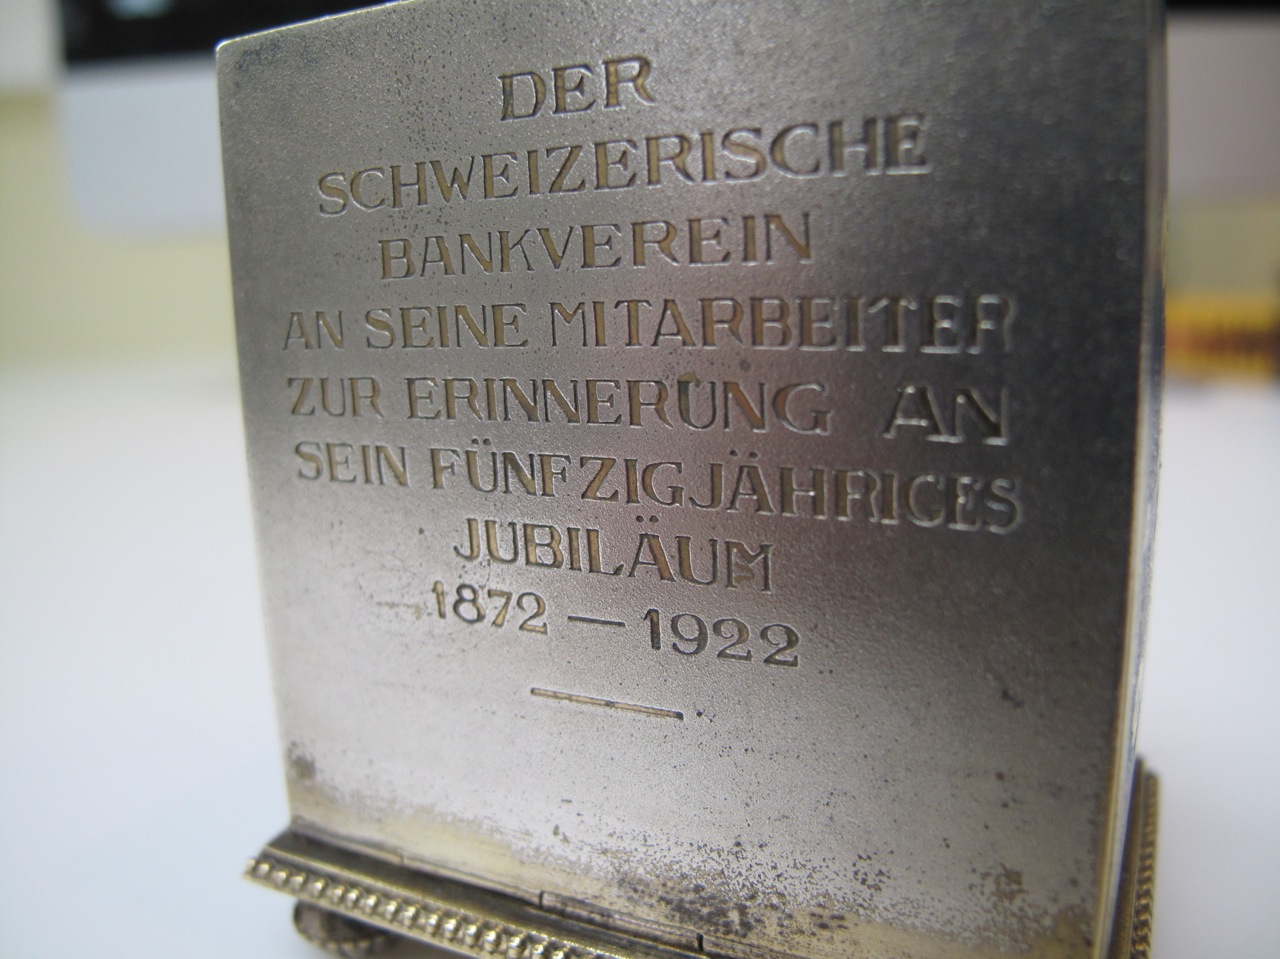 DER
SCHWEIZERISCHE
BANKVEREIN
AN SEINE MITARBEITER
ZUR ERINNERUNG AN
SEIN FÜNFZIGJÄHRIGES
JUBILÄUM
1872 — 1922